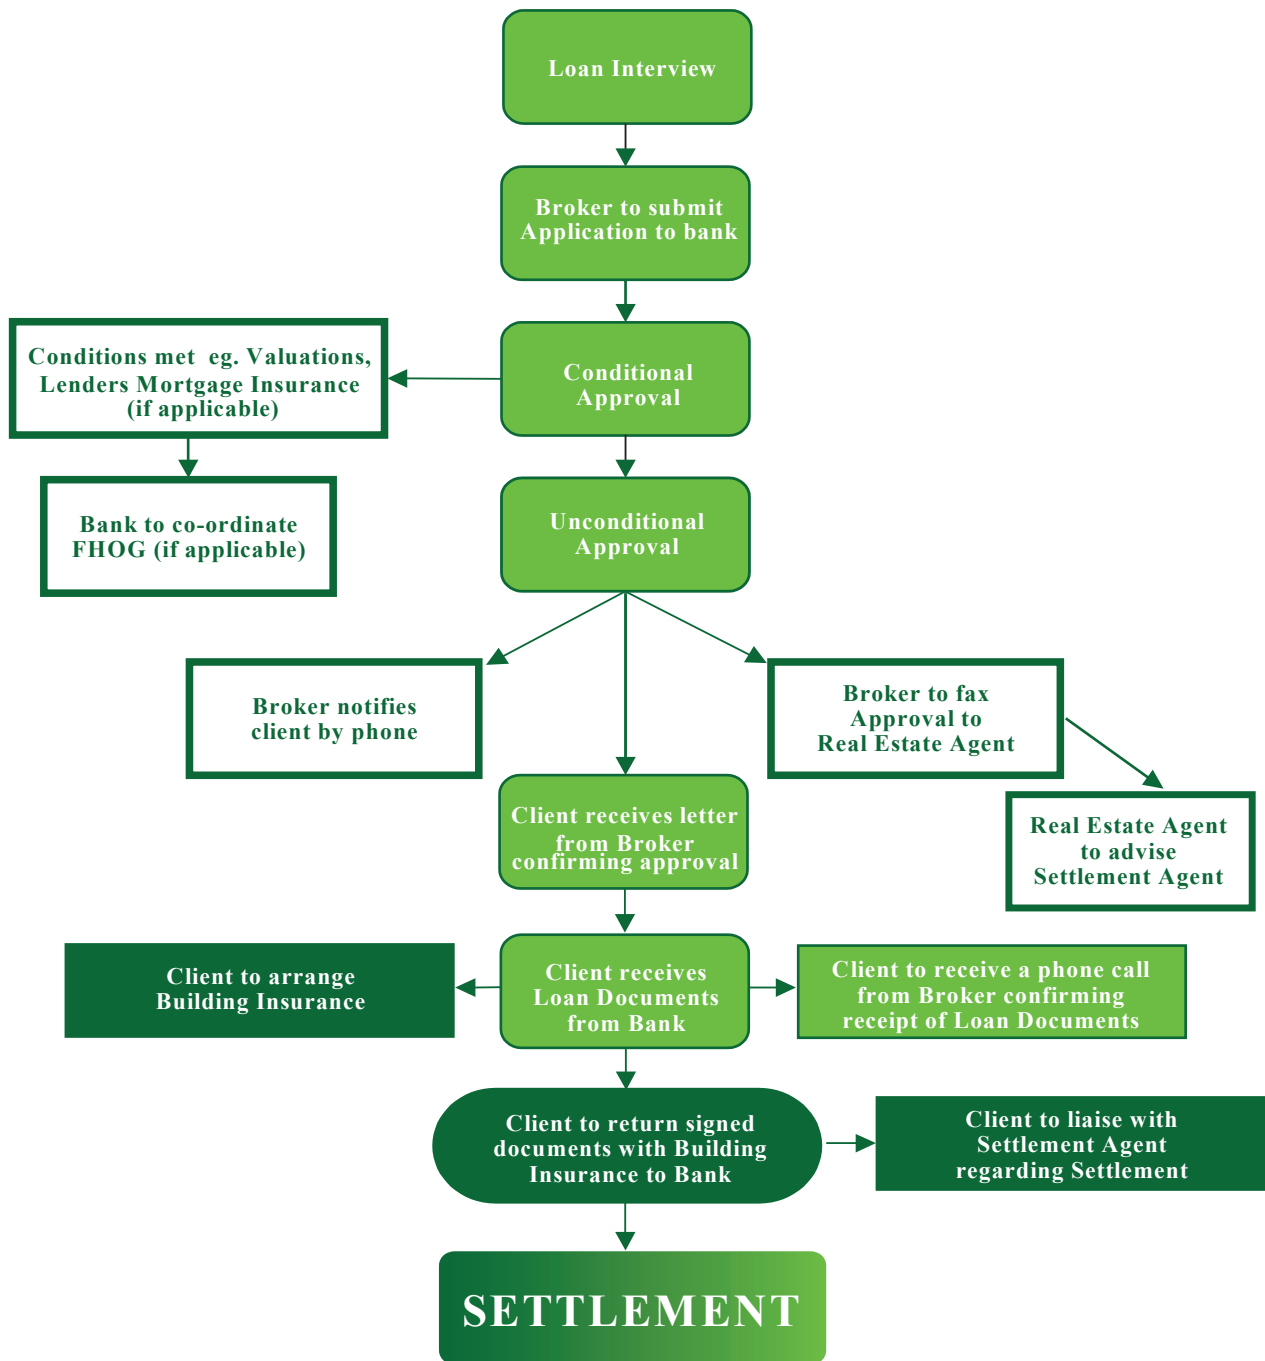 Loan Interview
Broker to submit
Application to bank
Conditions met eg. Valuations,
Lenders Mortgage Insurance
(if applicable)
Conditional
Approval
Bank to co-ordinate
FHOG (if applicable)
Unconditional
Approval
Broker notifies
client by phone
Broker to fax
Approval to
Real Estate Agent
Client receives letter
from Broker
confirming approval
Real Estate Agent
to advise
Settlement Agent
Client to arrange
Building Insurance
Client receives
Loan Documents
from Bank
Client to receive a phone call
from Broker confirming
receipt of Loan Documents
Client to return signed
documents with Building
Insurance to Bank
Client to liaise with
Settlement Agent
regarding Settlement
SETTLEMENT